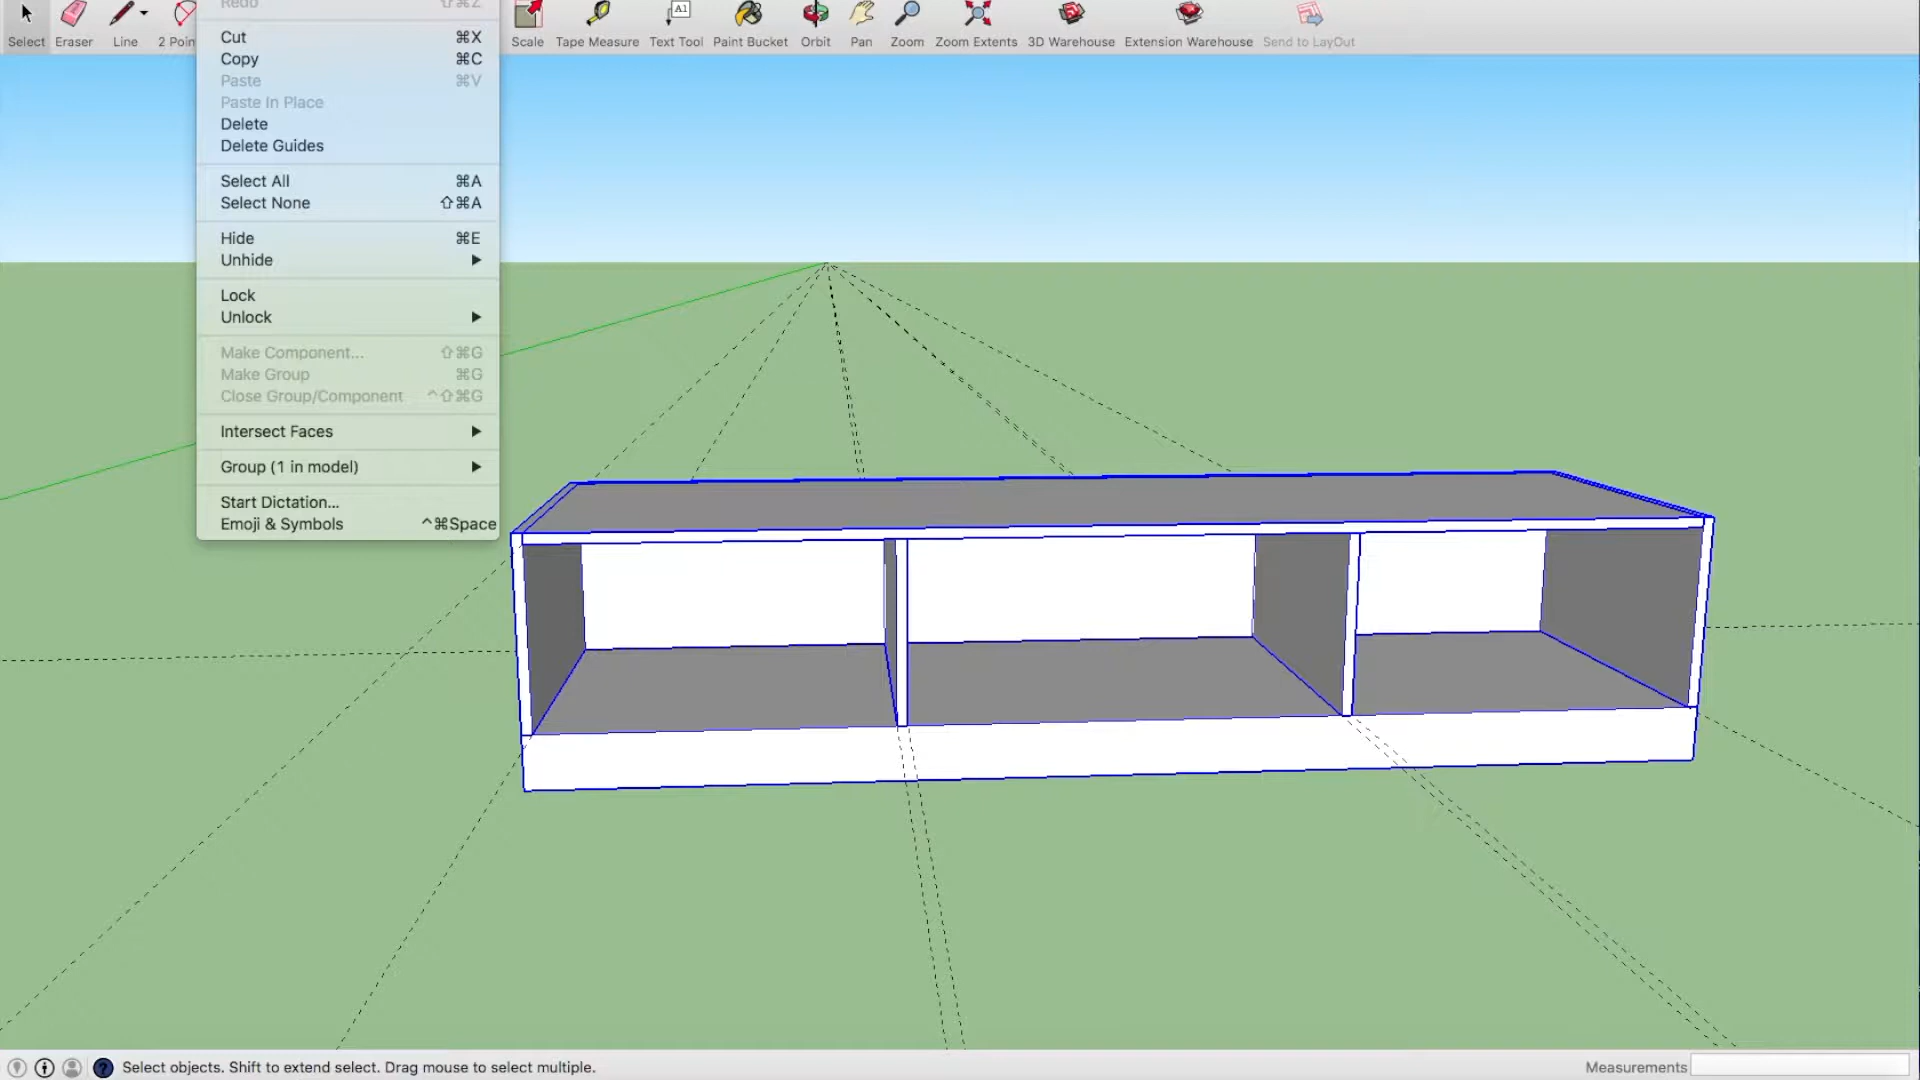 Redo ⇧⌘Z
Select Eraser Line 2 Poin Scale Tape Measure Text Tool Paint Bucket Orbit Pan Zoom Zoom Extents 3D Warehouse Extension Warehouse Send to LayOut
A1
Cut ⌘X
Copy ⌘C
Paste ⌘V
Paste In Place
Delete
Delete Guides
Select All ⌘A
Select None ⇧⌘A
Hide ⌘E
Unhide ▶
Lock
Unlock ▶
Make Component... ⇧⌘G
Make Group ⌘G
Close Group/Component ^⇧⌘G
Intersect Faces ▶
Group (1 in model) ▶
Start Dictation...
Emoji & Symbols ^⌘Space
Select objects. Shift to extend select. Drag mouse to select multiple.
Measurements